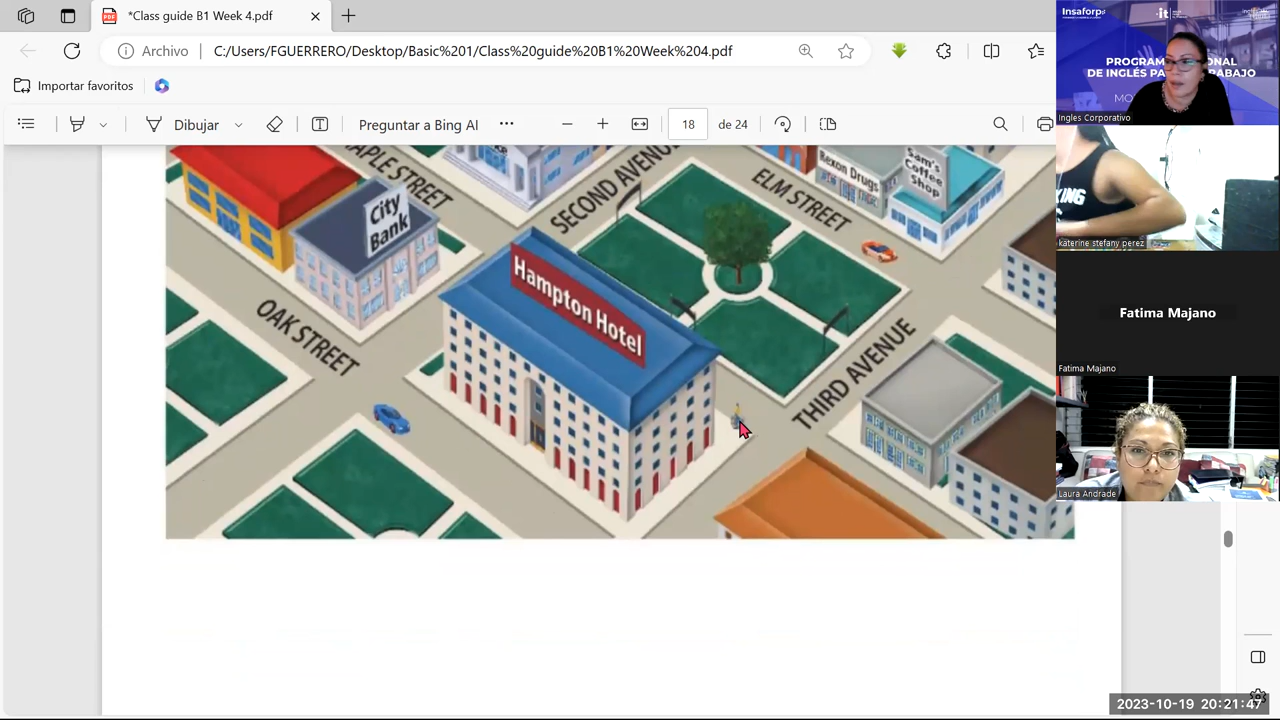 *Class guide B1 Week 4.pdf
Archivo
C:/Users/FGUERRERO/Desktop/Basic%201/Class%20guide%20B1%20Week%204.pdf
Importar favoritos
Dibujar
Preguntar a Bing AI
18
de 24
City
Bank
SECOND AVENU
ELM STREET
Rexon Drugs
Sam's
Coffee
Shop
OAK STREET
Hampton Hotel
THIRD AVENUE
Insaforp
DE INGLÉS
Ingles Corporativo
katerine stefany perez
Fatima Majano
Fatima Majano
Laura Andrade
2023-10-19 20:21:47